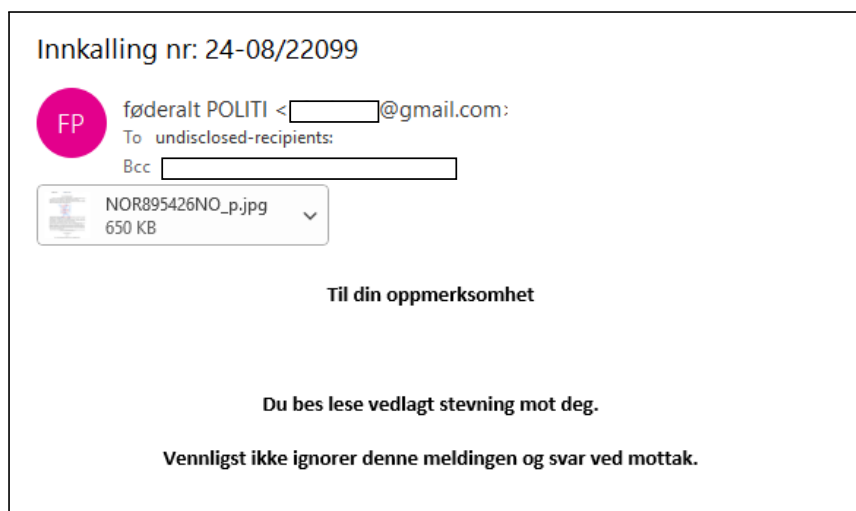 Innkalling nr: 24-08/22099
FP
føderalt POLITI < @gmail.com>
To undisclosed-recipients:
Bcc
NOR895426NO_p.jpg
650 KB
Til din oppmerksomhet
Du bes lese vedlagt stevning mot deg.
Vennligst ikke ignorer denne meldingen og svar ved mottak.